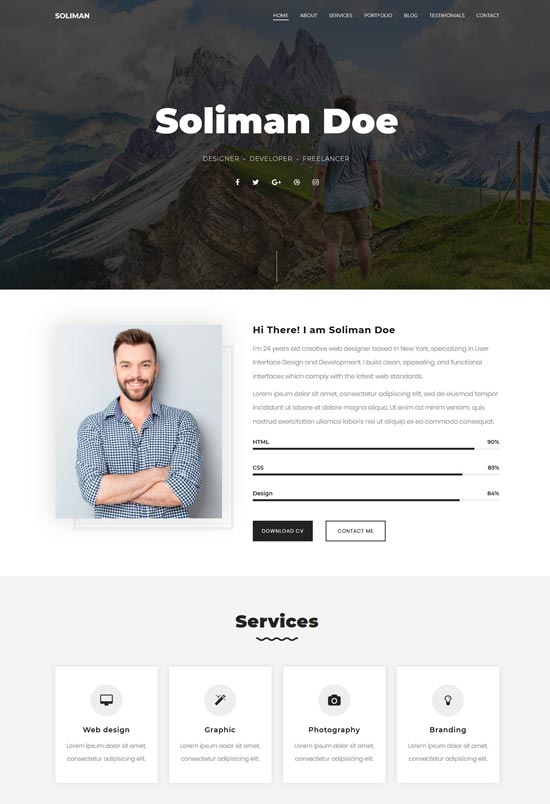 SOLIMAN
HOME ABOUT SERVICES PORTFOLIO BLOG TESTIMONIALS CONTACT
Soliman Doe
DESIGNER - DEVELOPER - FREELANCER
Hi There! I am Soliman Doe
I'm 24 years old creative web designer based in New York, specializing in User
Interface Design and Development. I build clean, appealing, and functional
interfaces which comply with the latest web standards.
Lorem ipsum dolor sit amet, consectetur adipisicing elit, sed do eiusmod tempor
incididunt ut labore et dolore magna aliqua. Ut enim ad minim veniam, quis
nostrud exercitation ullamco laboris nisi ut aliquip ex ea commodo consequat.
HTML 90%
CSS 85%
Design 84%
DOWNLOAD CV CONTACT ME
Services
Web design
Lorem ipsum dolor sit amet,
consectetur adipisicing elit.
Graphic
Lorem ipsum dolor sit amet,
consectetur adipisicing elit.
Photography
Lorem ipsum dolor sit amet,
consectetur adipisicing elit.
Branding
Lorem ipsum dolor sit amet,
consectetur adipisicing elit.